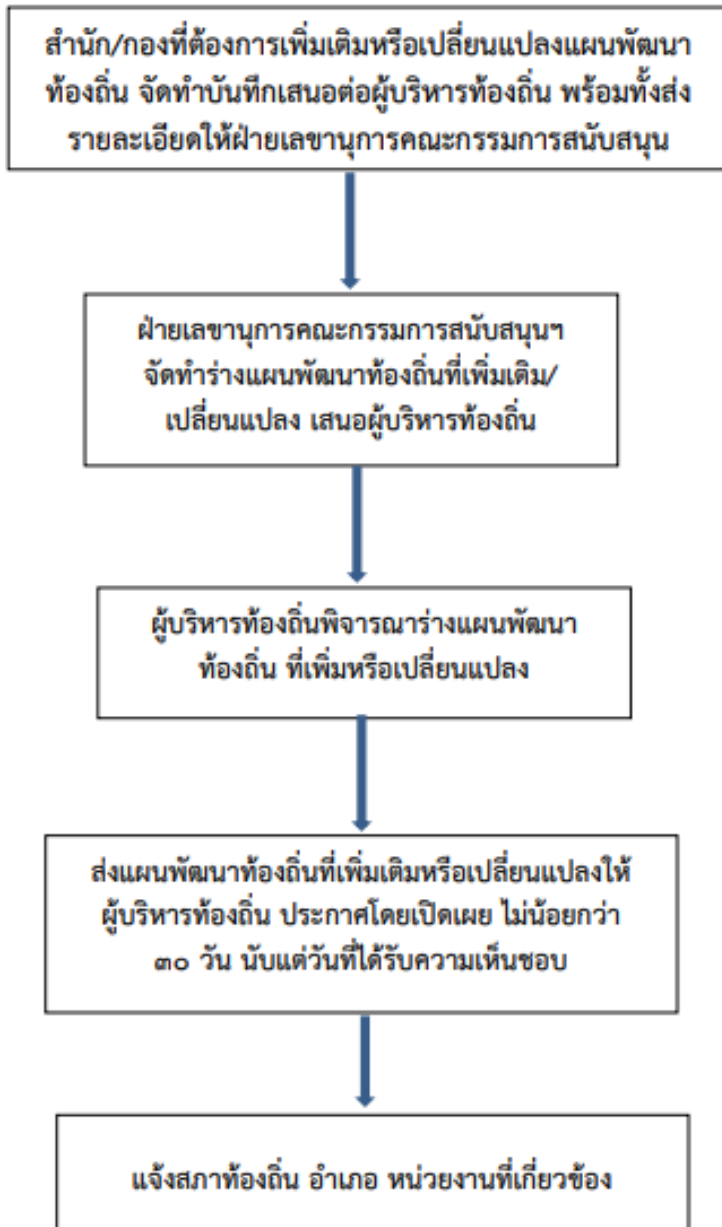 สำนัก/กองที่ต้องการเพิ่มเติมหรือเปลี่ยนแปลงแผนพัฒนา
ท้องถิ่น จัดทำบันทึกเสนอต่อผู้บริหารท้องถิ่น พร้อมทั้งส่ง
รายละเอียดให้ฝ่ายเลขานุการคณะกรรมการสนับสนุน
ฝ่ายเลขานุการคณะกรรมการสนับสนุนฯ
จัดทำร่างแผนพัฒนาท้องถิ่นที่เพิ่มเติม/
เปลี่ยนแปลง เสนอผู้บริหารท้องถิ่น
ผู้บริหารท้องถิ่นพิจารณาร่างแผนพัฒนา
ท้องถิ่น ที่เพิ่มหรือเปลี่ยนแปลง
ส่งแผนพัฒนาท้องถิ่นที่เพิ่มเติมหรือเปลี่ยนแปลงให้
ผู้บริหารท้องถิ่น ประกาศโดยเปิดเผย ไม่น้อยกว่า
๓๐ วัน นับแต่วันที่ได้รับความเห็นชอบ
แจ้งสภาท้องถิ่น อำเภอ หน่วยงานที่เกี่ยวข้อง